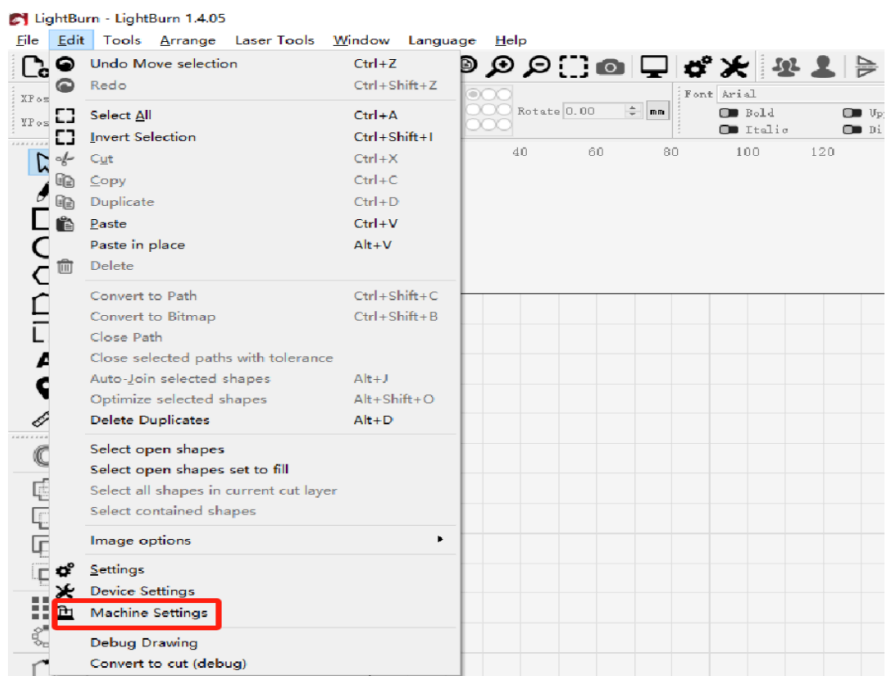 LightBurn - LightBurn 1.4.05
File Edit Tools Arrange Laser Tools Window Language Help
Undo Move selection Ctrl+Z
Redo Ctrl+Shift+Z
Select All Ctrl+A
Invert Selection Ctrl+Shift+I
Cut Ctrl+X
Copy Ctrl+C
Duplicate Ctrl+D
Paste Ctrl+V
Paste in place Alt+V
Delete
Convert to Path Ctrl+Shift+C
Convert to Bitmap Ctrl+Shift+B
Close Path
Close selected paths with tolerance
Auto-Join selected shapes Alt+J
Optimize selected shapes Alt+Shift+O
Delete Duplicates Alt+D
Select open shapes
Select open shapes set to fill
Select all shapes in current cut layer
Select contained shapes
Image options
Settings
Device Settings
Machine Settings
Debug Drawing
Convert to cut (debug)
Rotate 0.00 mm
Font Arial
Bold
Italic
40 60 80 100 120